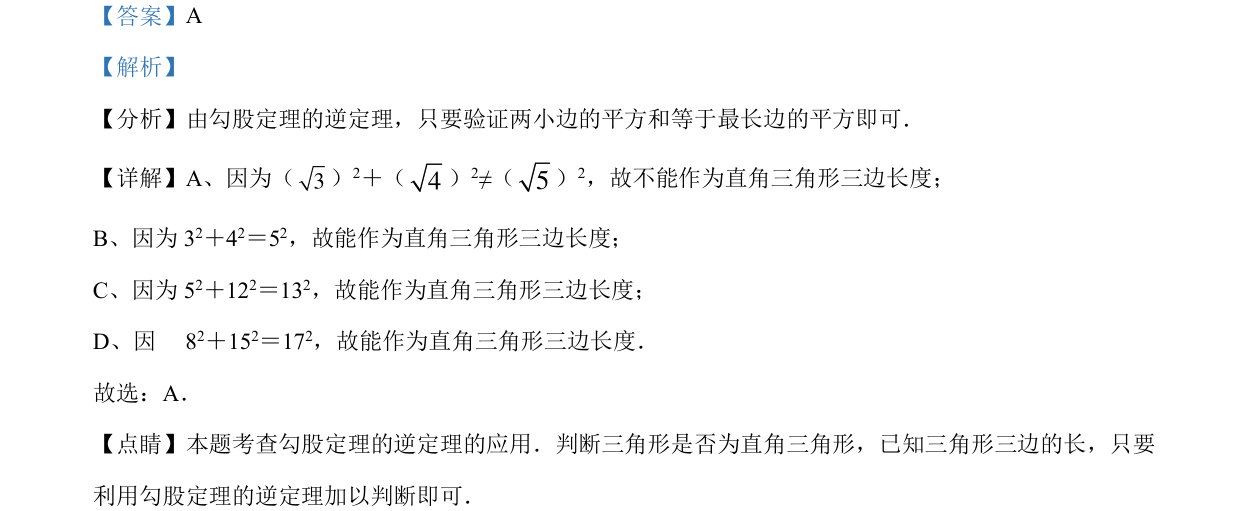 【答案】A
【解析】
【分析】由勾股定理的逆定理，只要验证两小边的平方和等于最长边的平方即可．
【详解】A、因为（√3）²＋（√4）²≠（√5）²，故不能作为直角三角形三边长度；
B、因为 3²＋4²＝5²，故能作为直角三角形三边长度；
C、因为 5²＋12²＝13²，故能作为直角三角形三边长度；
D、因 8²＋15²＝17²，故能作为直角三角形三边长度．
故选：A．
【点睛】本题考查勾股定理的逆定理的应用．判断三角形是否为直角三角形，已知三角形三边的长，只要
利用勾股定理的逆定理加以判断即可．